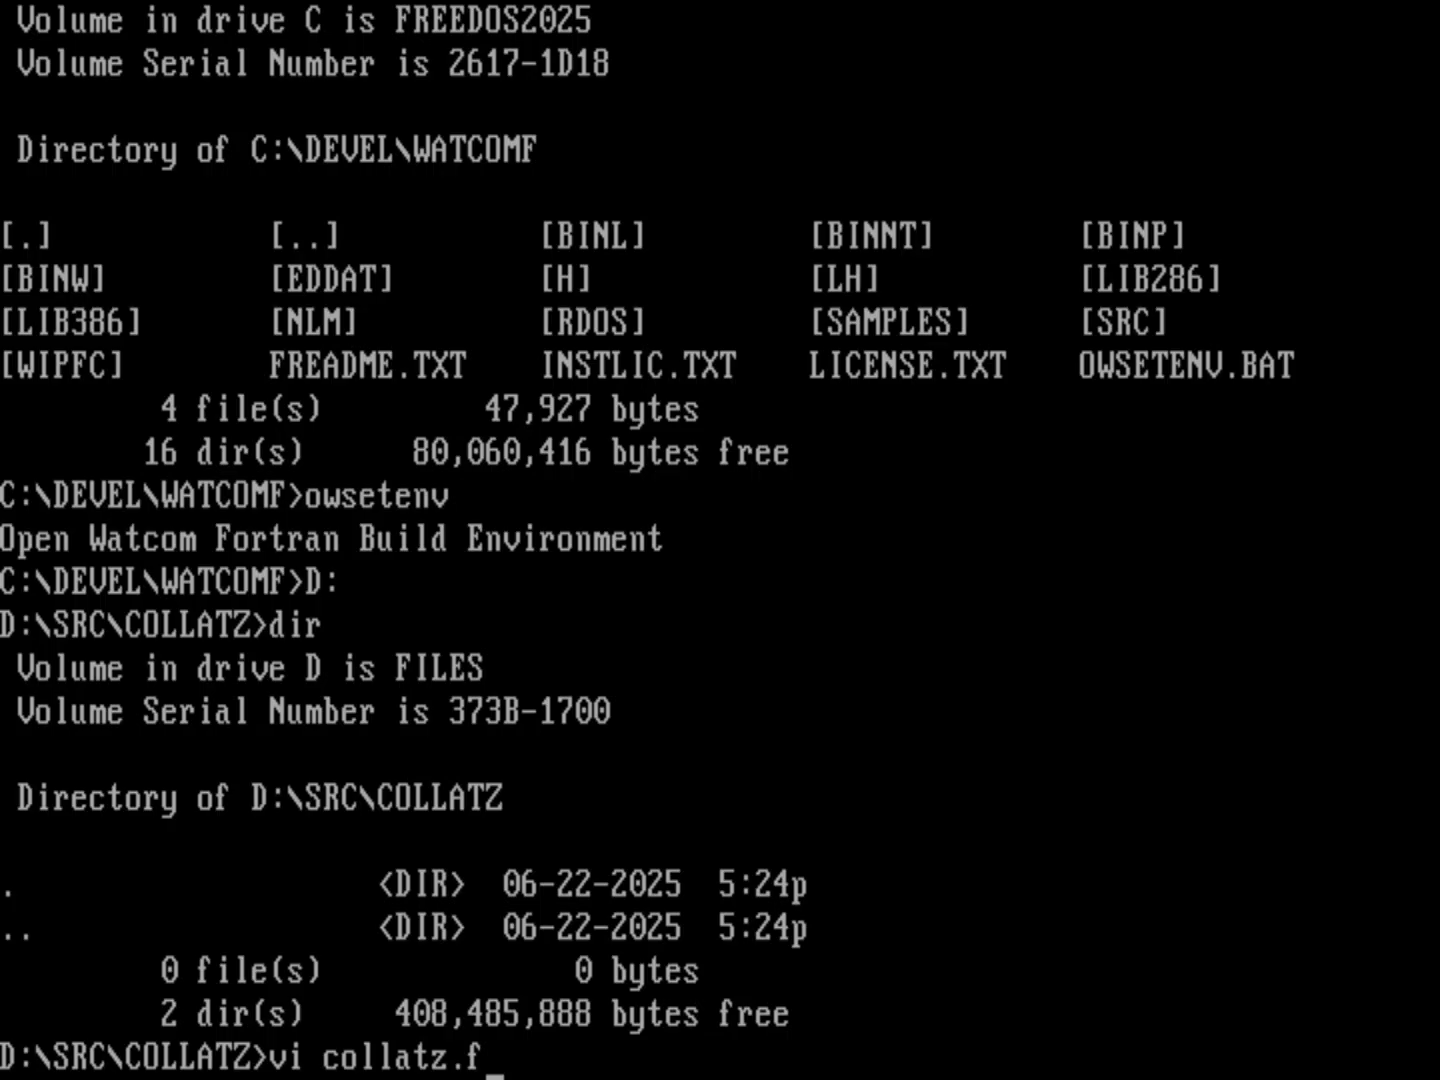 Volume in drive C is FREEDOS2025
Volume Serial Number is 2617-1D18
Directory of C:\DEVEL\WATCOMF
[.] [..] [BINL] [BINNT] [BINP]
[BINW] [EDDAT] [H] [LH] [LIB286]
[LIB386] [NLM] [RDOS] [SAMPLES] [SRC]
[WIPFC] FREADME.TXT INSTLIC.TXT LICENSE.TXT OWSETENV.BAT
4 file(s) 47,927 bytes
16 dir(s) 80,060,416 bytes free
C:\DEVEL\WATCOMF>owsetenv
Open Watcom Fortran Build Environment
C:\DEVEL\WATCOMF>D:
D:\SRC\COLLATZ>dir
Volume in drive D is FILES
Volume Serial Number is 373B-1700
Directory of D:\SRC\COLLATZ
. <DIR> 06-22-2025 5:24p
.. <DIR> 06-22-2025 5:24p
0 file(s) 0 bytes
2 dir(s) 408,485,888 bytes free
D:\SRC\COLLATZ>vi collatz.f_